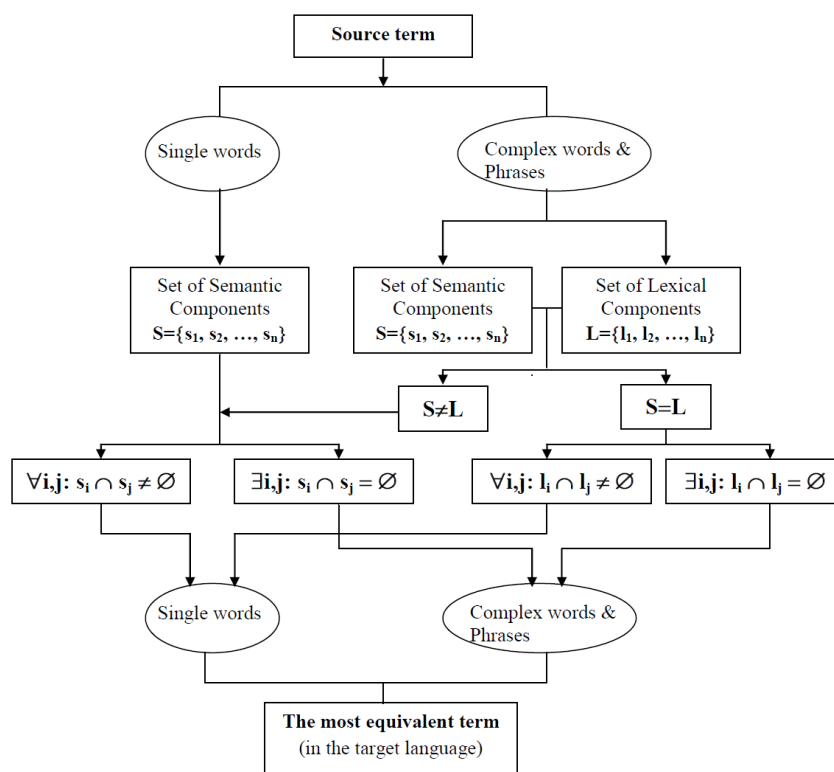 Source term
Single words
Complex words &
Phrases
Set of Semantic
Components
S={s₁, s₂, …, sₙ}
Set of Semantic
Components
S={s₁, s₂, …, sₙ}
Set of Lexical
Components
L={l₁, l₂, …, lₙ}
S≠L
S=L
∀i,j: sᵢ ∩ sⱼ ≠ ∅
∃i,j: sᵢ ∩ sⱼ = ∅
∀i,j: lᵢ ∩ lⱼ ≠ ∅
∃i,j: lᵢ ∩ lⱼ = ∅
Single words
Complex words &
Phrases
The most equivalent term
(in the target language)